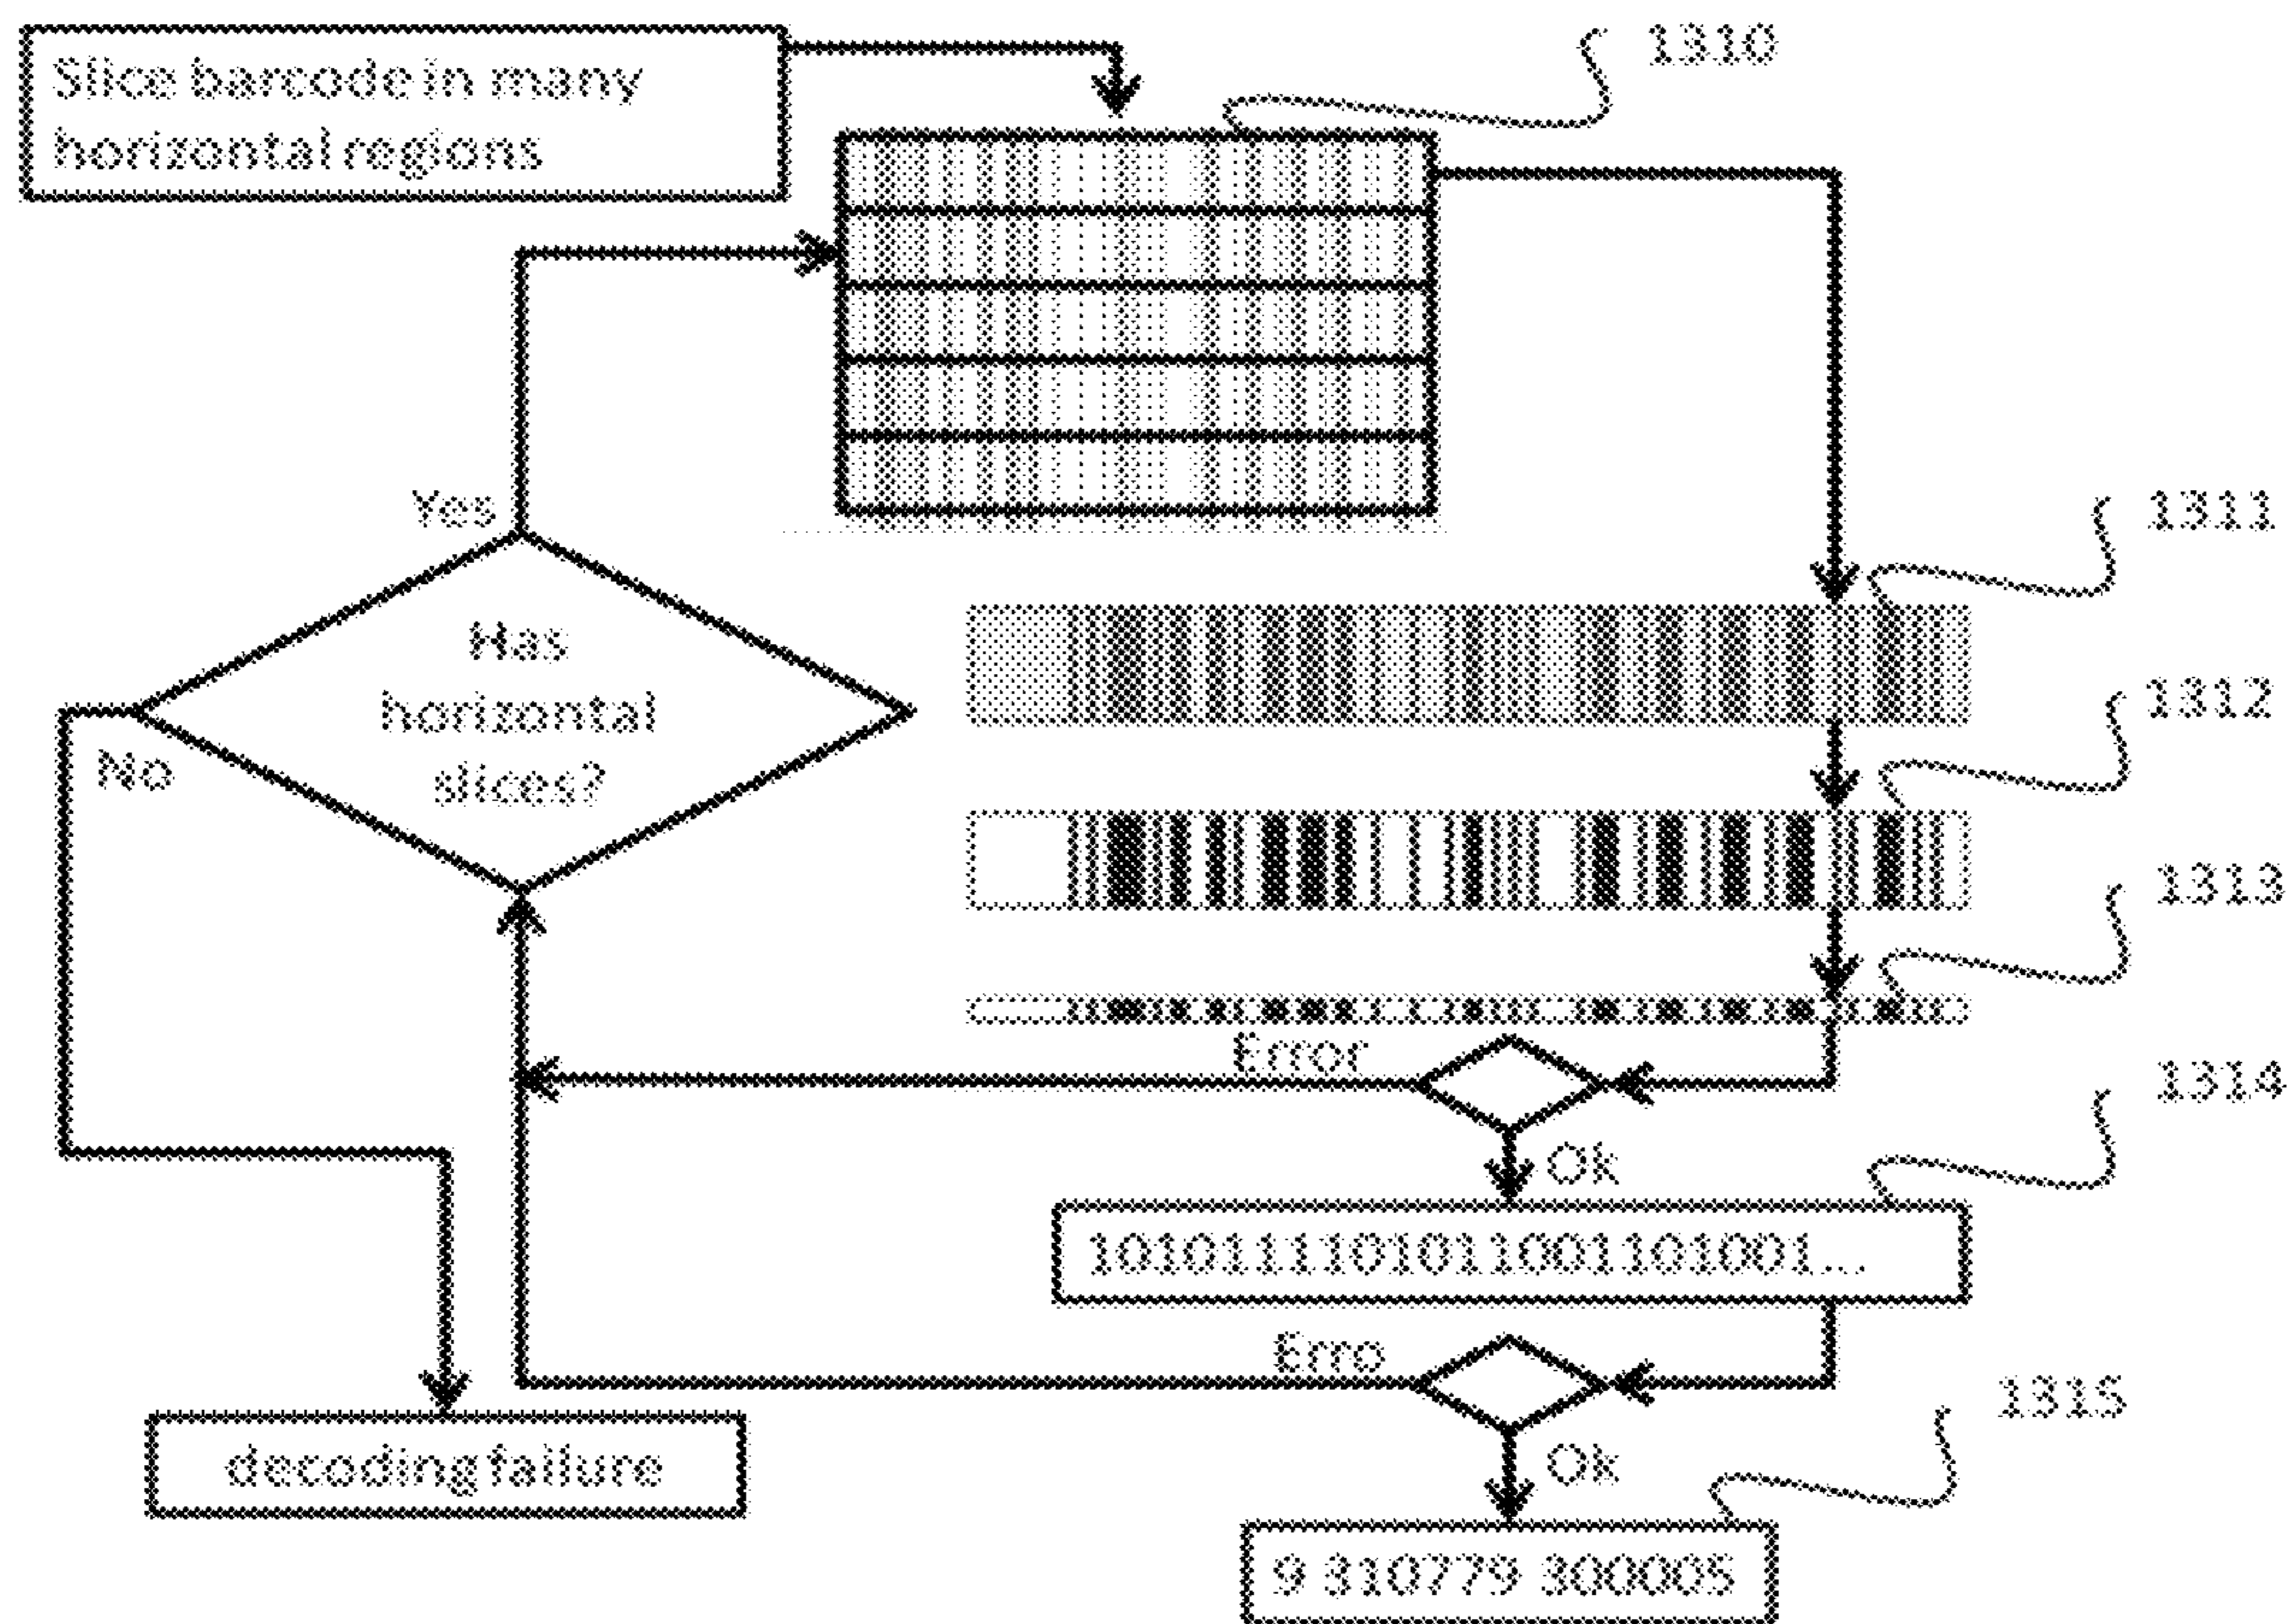 Slice barcode in many
horizontal regions
1310
Yes
1311
Has
horizontal
slices?
No
1312
1313
Error
1314
Ok
10101111010110011010001...
Erro
1315
decoding failure
Ok
9 310779 300005